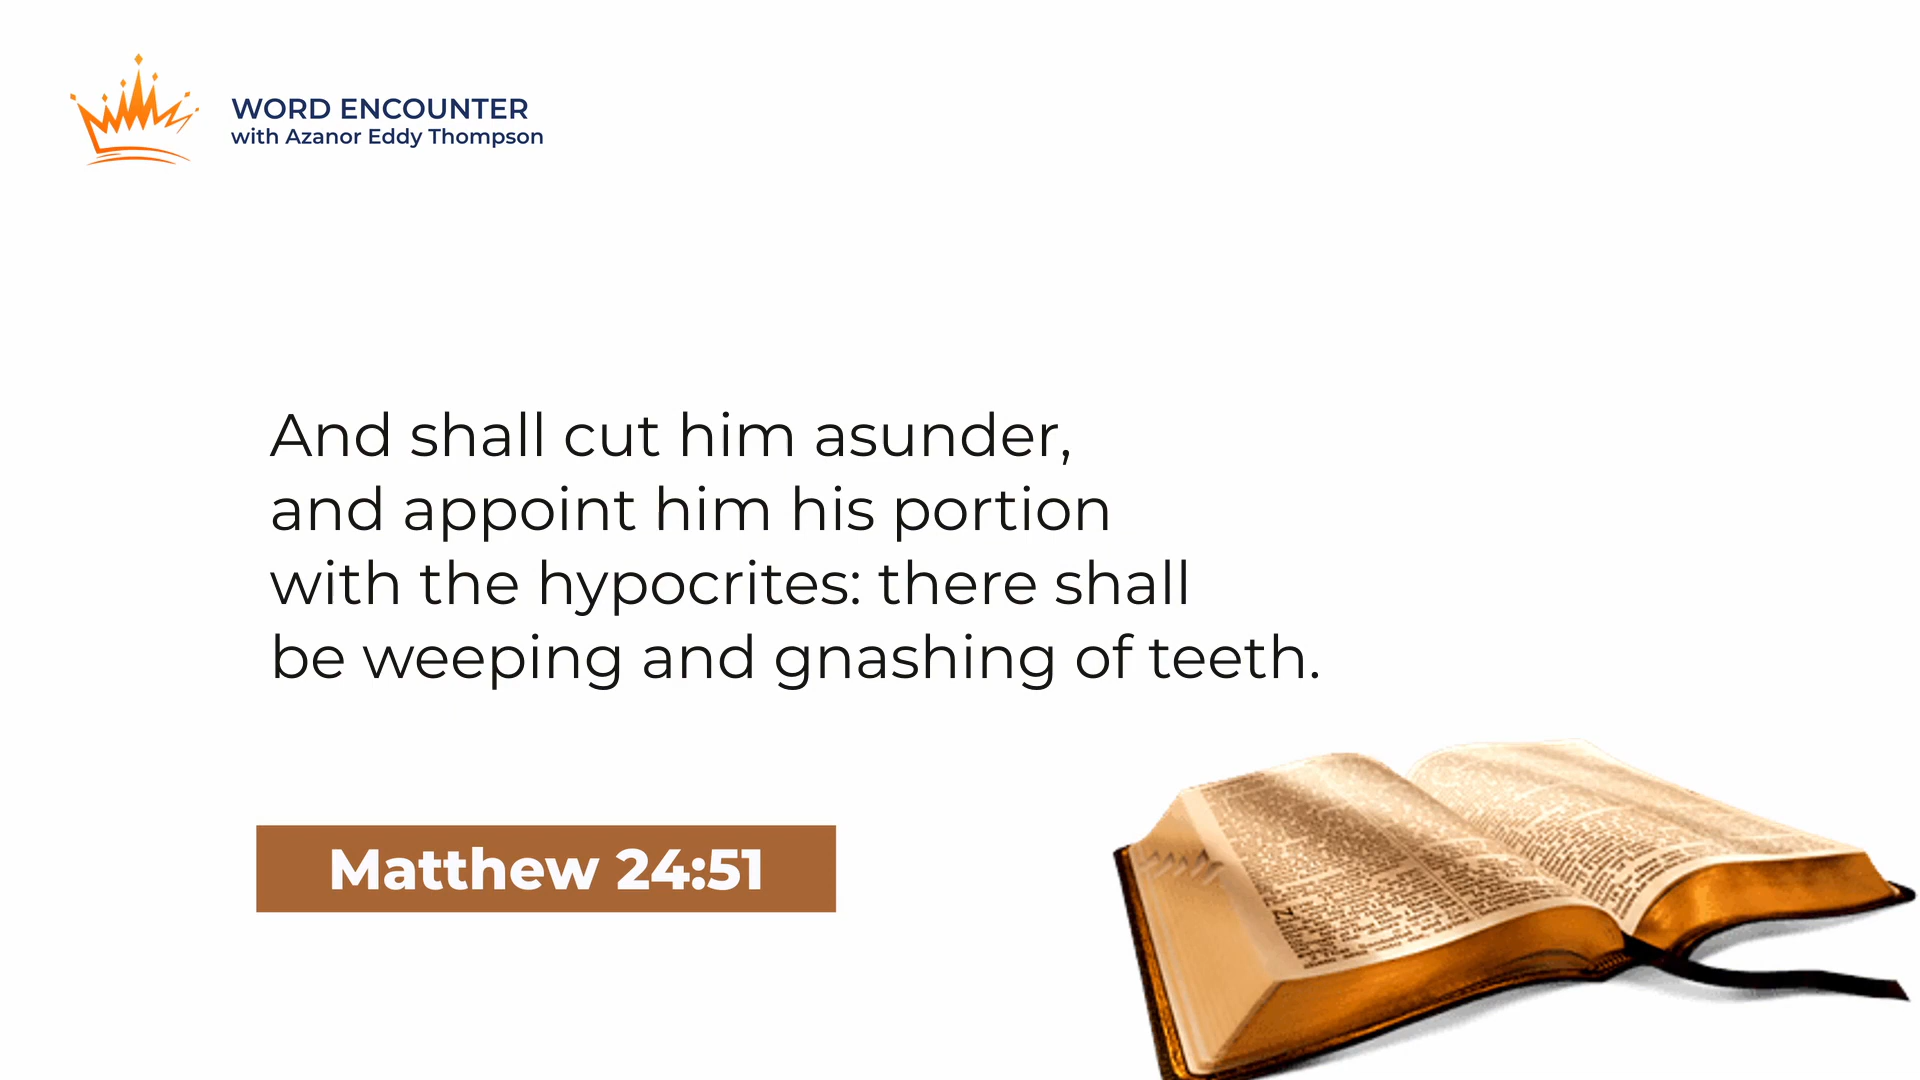 WORD ENCOUNTER
with Azanor Eddy Thompson
And shall cut him asunder,
and appoint him his portion
with the hypocrites: there shall
be weeping and gnashing of teeth.
Matthew 24:51